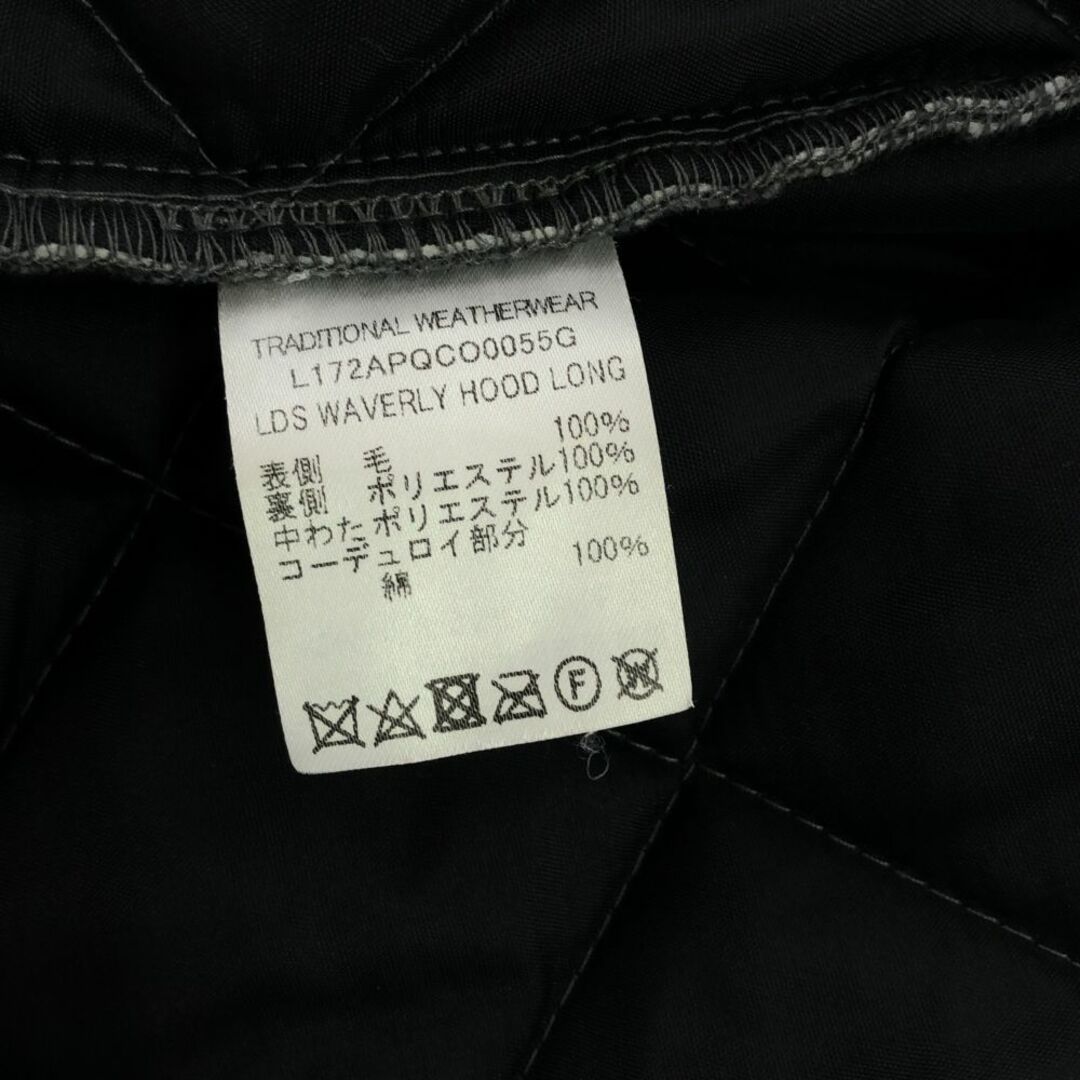 TRADITIONAL WEATHERWEAR
L172APQCO0055G
LDS WAVERLY HOOD LONG
表側 毛 100%
裏側 ポリエステル100%
中わた ポリエステル100%
コーデュロイ部分
綿 100%
F
W